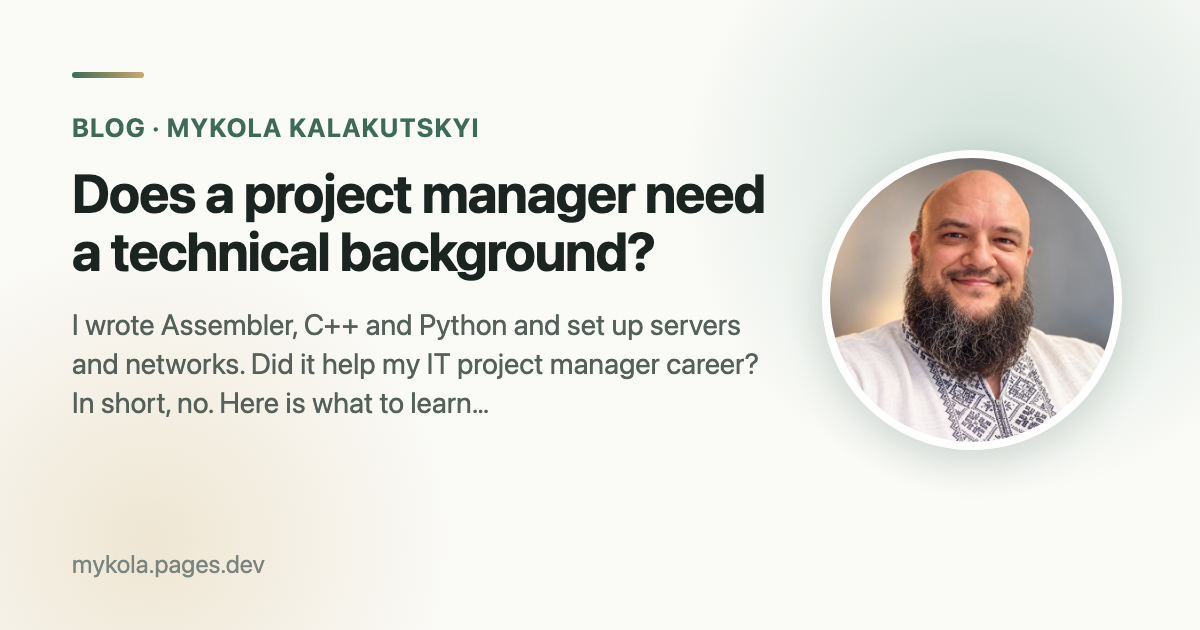 BLOG · MYKOLA KALAKUTSKYI
Does a project manager need
a technical background?
I wrote Assembler, C++ and Python and set up servers
and networks. Did it help my IT project manager career?
In short, no. Here is what to learn...
mykola.pages.dev